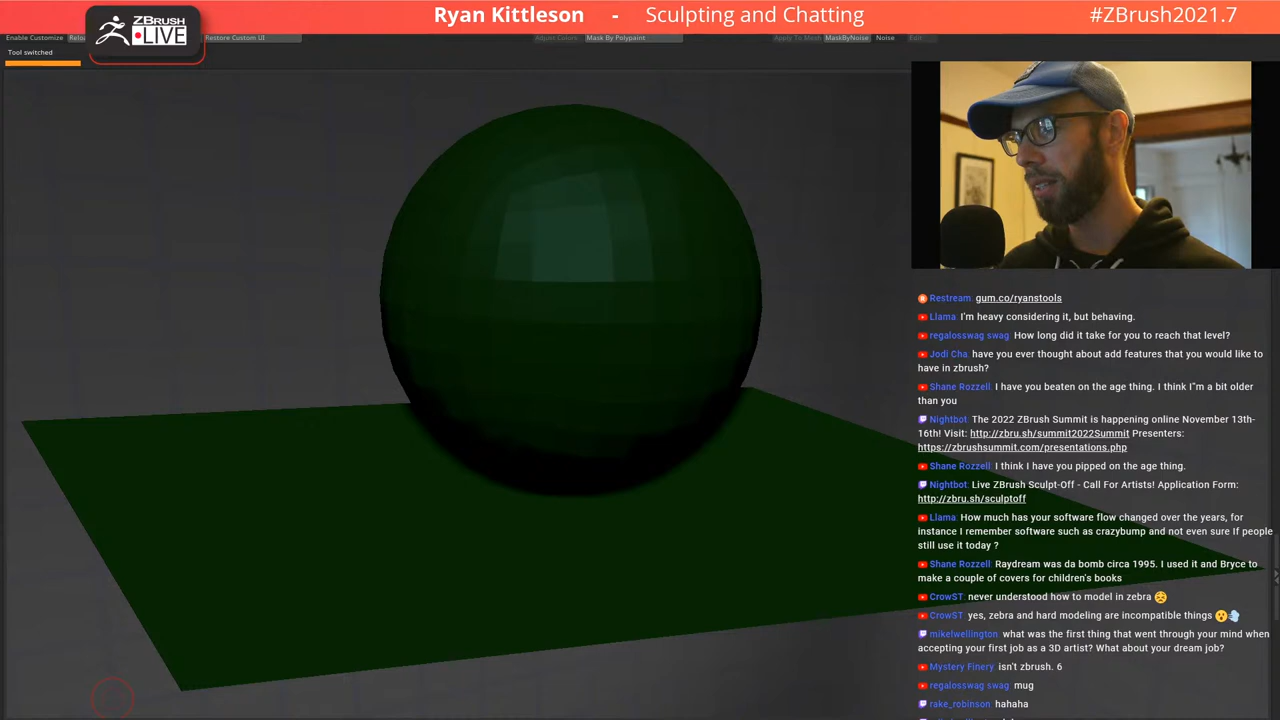 Ryan Kittleson - Sculpting and Chatting #ZBrush2021.7
ZBRUSH
LIVE
Enable Customize Reloa Restore Custom UI Adjust Colors Mask By Polypaint Apply To Mesh MaskByNoise Noise Edit
Tool switched
Restream: gum.co/ryanstools
Llama: I'm heavy considering it, but behaving.
regalosswag swag: How long did it take for you to reach that level?
Jodi Cha: have you ever thought about add features that you would like to
have in zbrush?
Shane Rozzell: I have you beaten on the age thing. I think I"m a bit older
than you
Nightbot: The 2022 ZBrush Summit is happening online November 13th-
16th! Visit: http://zbru.sh/summit2022Summit Presenters:
https://zbrushsummit.com/presentations.php
Shane Rozzell: I think I have you pipped on the age thing.
Nightbot: Live ZBrush Sculpt-Off - Call For Artists! Application Form:
http://zbru.sh/sculptoff
Llama: How much has your software flow changed over the years, for
instance I remember software such as crazybump and not even sure If people
still use it today ?
Shane Rozzell: Raydream was da bomb circa 1995. I used it and Bryce to
make a couple of covers for children's books
CrowST: never understood how to model in zebra 😣
CrowST: yes, zebra and hard modeling are incompatible things 😮💨
mikelwellington: what was the first thing that went through your mind when
accepting your first job as a 3D artist? What about your dream job?
Mystery Finery: isn't zbrush. 6
regalosswag swag: mug
rake_robinson: hahaha